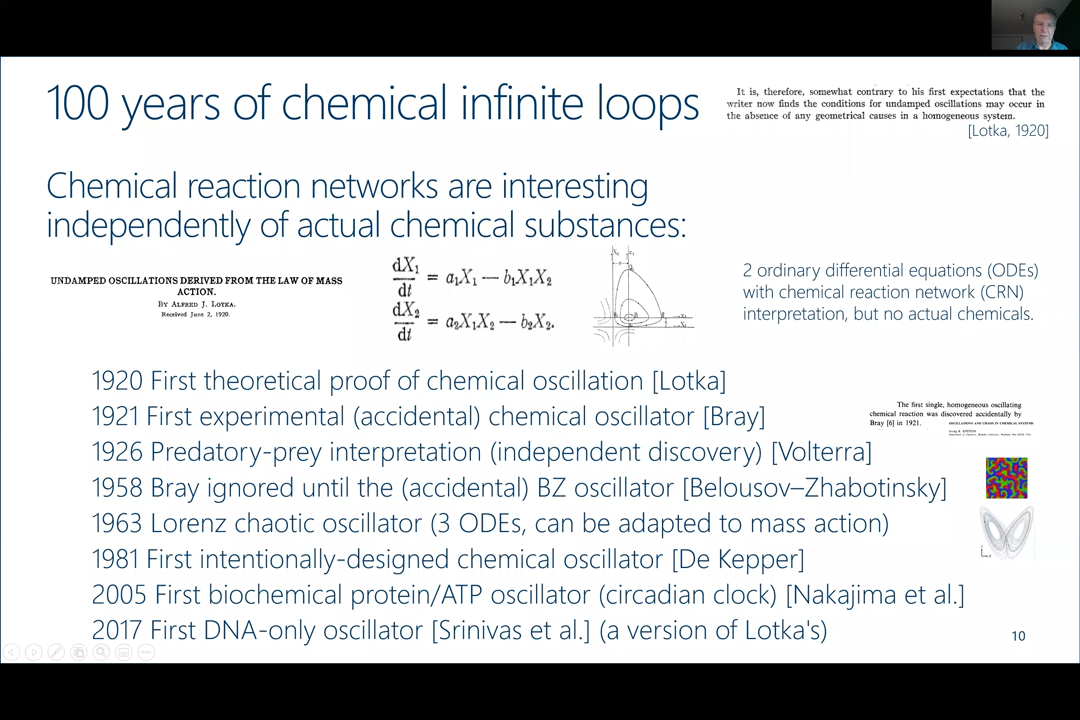 100 years of chemical infinite loops
It is, therefore, somewhat contrary to his first expectations that the
writer now finds the conditions for undamped oscillations may occur in
the absence of any geometrical causes in a homogeneous system.
[Lotka, 1920]
Chemical reaction networks are interesting
independently of actual chemical substances:
UNDAMPED OSCILLATIONS DERIVED FROM THE LAW OF MASS
ACTION.
By Alfred J. Lotka.
Received June 2, 1920.
dX₁/dt = a₁X₁ — b₁X₁X₂
dX₂/dt = a₂X₁X₂ — b₂X₂.
2 ordinary differential equations (ODEs)
with chemical reaction network (CRN)
interpretation, but no actual chemicals.
1920 First theoretical proof of chemical oscillation [Lotka]
1921 First experimental (accidental) chemical oscillator [Bray]
1926 Predatory-prey interpretation (independent discovery) [Volterra]
1958 Bray ignored until the (accidental) BZ oscillator [Belousov–Zhabotinsky]
1963 Lorenz chaotic oscillator (3 ODEs, can be adapted to mass action)
1981 First intentionally-designed chemical oscillator [De Kepper]
2005 First biochemical protein/ATP oscillator (circadian clock) [Nakajima et al.]
2017 First DNA-only oscillator [Srinivas et al.] (a version of Lotka's)
The first single, homogeneous oscillating
chemical reaction was discovered accidentally by
Bray [6] in 1921.
OSCILLATIONS AND CHAOS IN CHEMICAL SYSTEMS
10